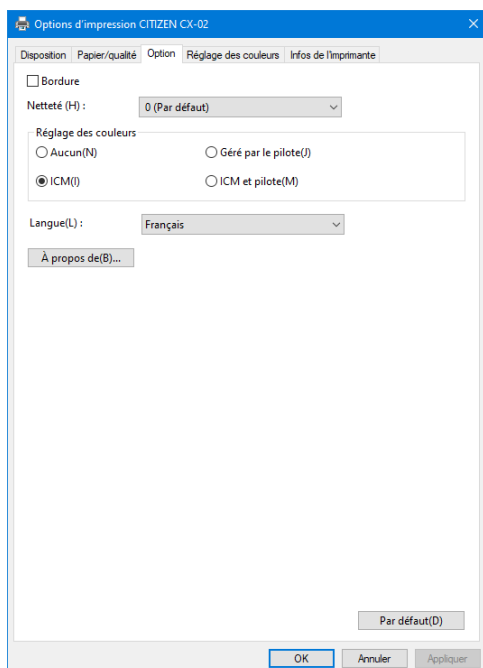 Options d'impression CITIZEN CX-02
Disposition Papier/qualité Option Réglage des couleurs Infos de l'imprimante
Bordure
Netteté (H) : 0 (Par défaut)
Réglage des couleurs
Aucun(N) Géré par le pilote(J)
ICM(I) ICM et pilote(M)
Langue(L) : Français
À propos de(B)...
Par défaut(D)
OK Annuler Appliquer